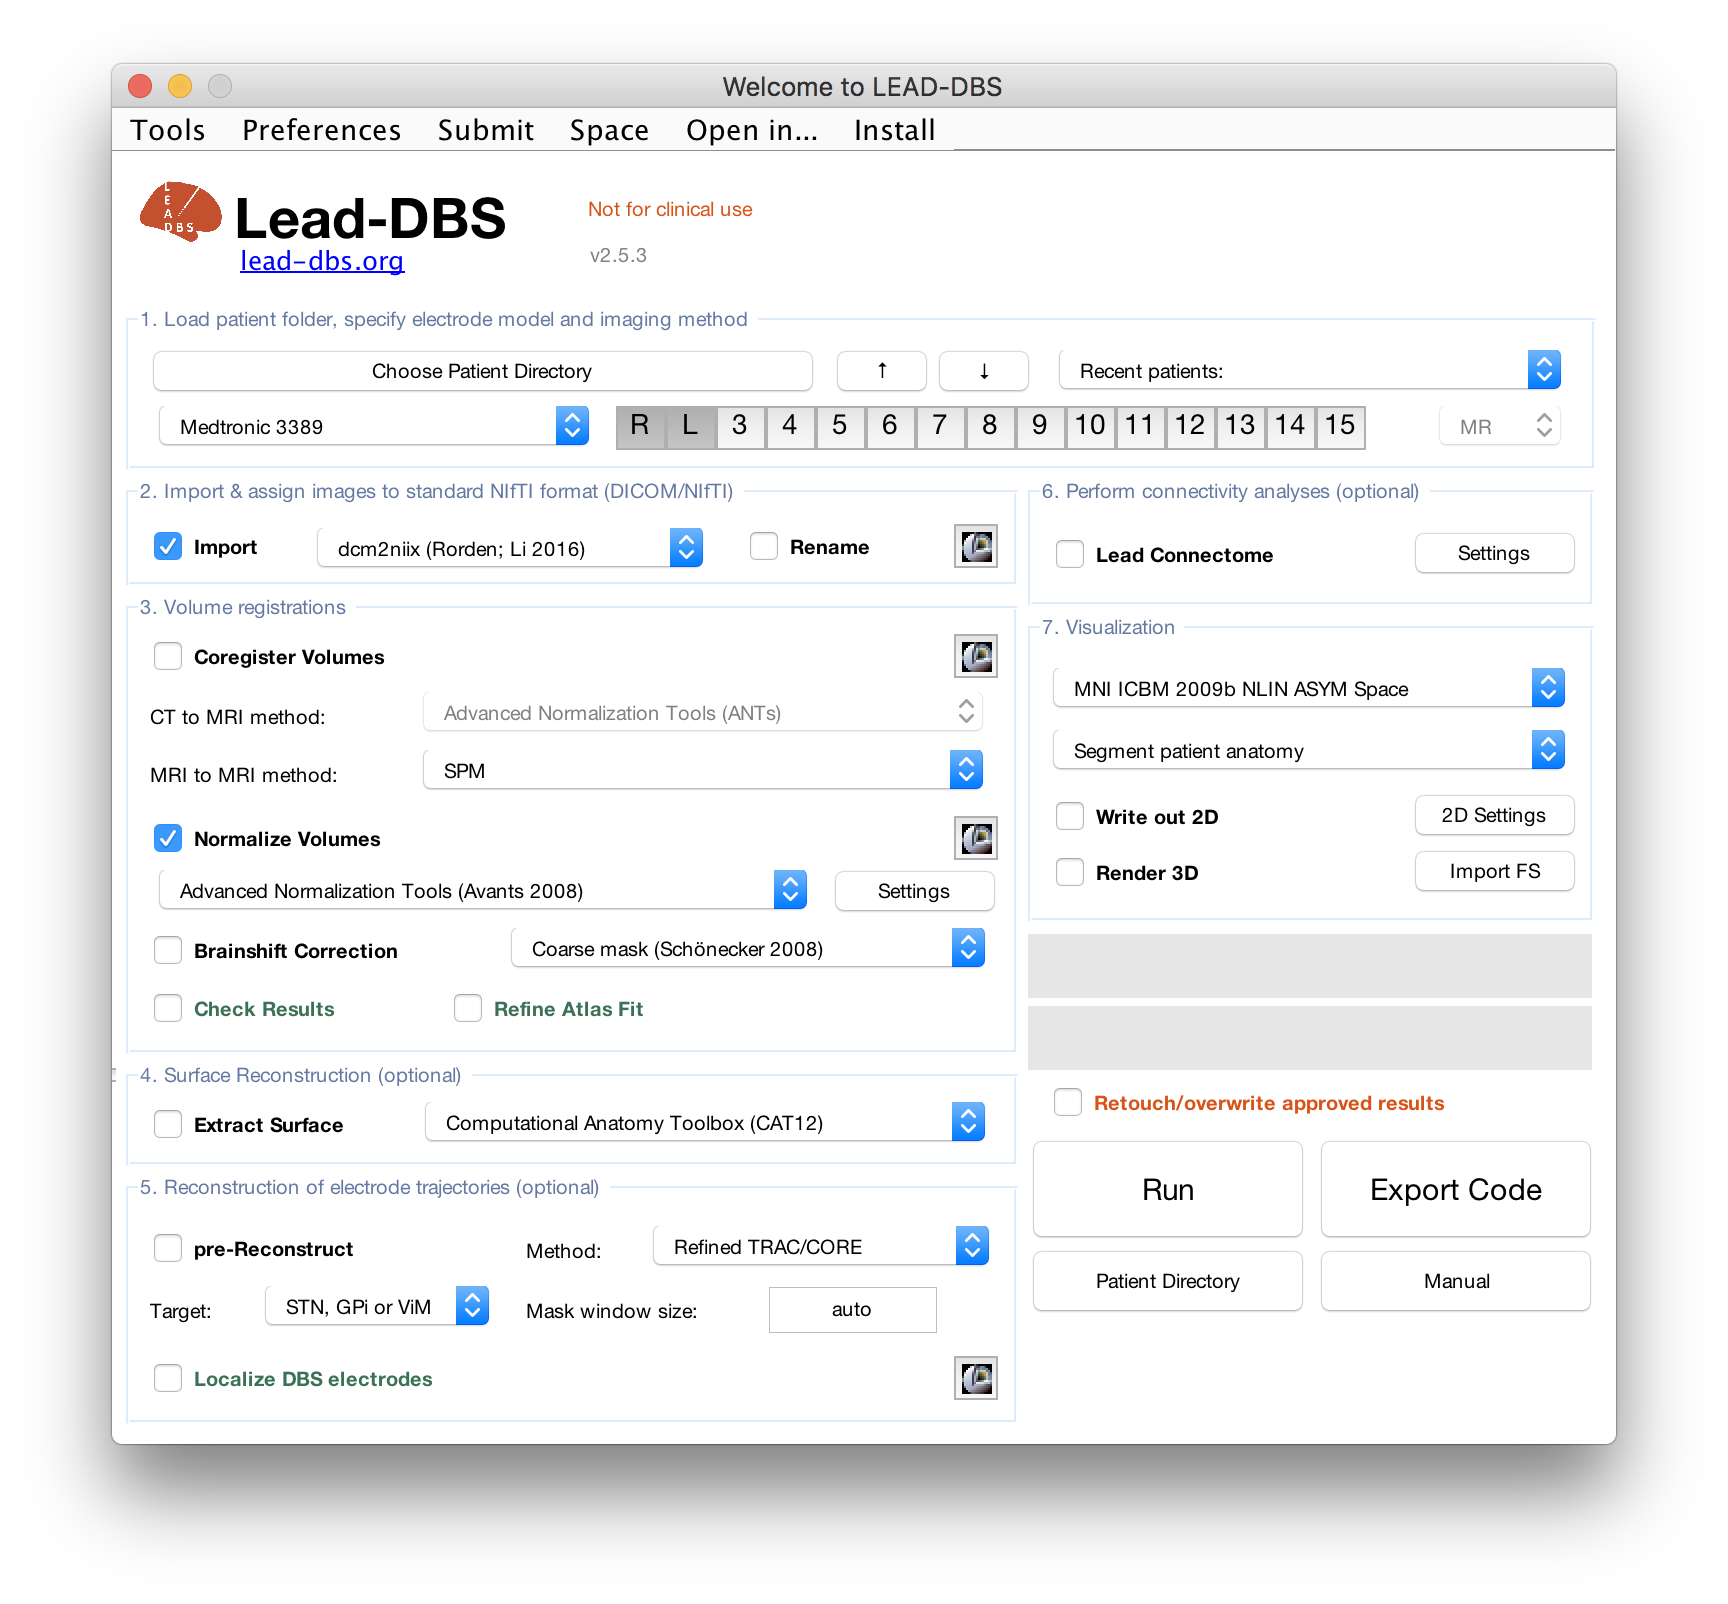 Welcome to LEAD-DBS
Tools Preferences Submit Space Open in... Install
L
E
A
DBS
Lead-DBS
lead-dbs.org
Not for clinical use
v2.5.3
1. Load patient folder, specify electrode model and imaging method
Choose Patient Directory ↑ ↓ Recent patients:
Medtronic 3389 R L 3 4 5 6 7 8 9 10 11 12 13 14 15 MR
2. Import & assign images to standard NIfTI format (DICOM/NIfTI)
Import dcm2niix (Rorden; Li 2016) Rename
3. Volume registrations
Coregister Volumes
CT to MRI method: Advanced Normalization Tools (ANTs)
MRI to MRI method: SPM
Normalize Volumes
Advanced Normalization Tools (Avants 2008) Settings
Brainshift Correction Coarse mask (Schönecker 2008)
Check Results Refine Atlas Fit
4. Surface Reconstruction (optional)
Extract Surface Computational Anatomy Toolbox (CAT12)
5. Reconstruction of electrode trajectories (optional)
pre-Reconstruct Method: Refined TRAC/CORE
Target: STN, GPi or ViM Mask window size: auto
Localize DBS electrodes
6. Perform connectivity analyses (optional)
Lead Connectome Settings
7. Visualization
MNI ICBM 2009b NLIN ASYM Space
Segment patient anatomy
Write out 2D 2D Settings
Render 3D Import FS
Retouch/overwrite approved results
Run Export Code
Patient Directory Manual